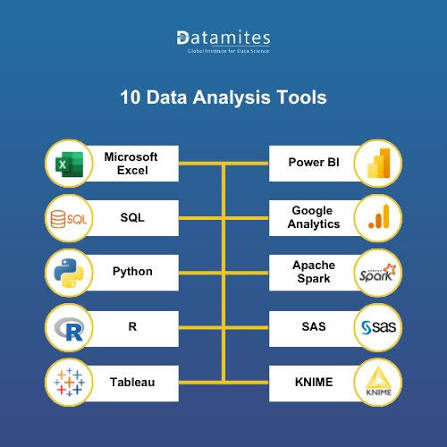 Datamites
Global Institute for Data Science
10 Data Analysis Tools
Microsoft
Excel
Power BI
SQL
SQL
Google
Analytics
Python
Apache
Spark
APACHE
Spark
R
R
SAS
sas
Tableau
KNIME
KNIME